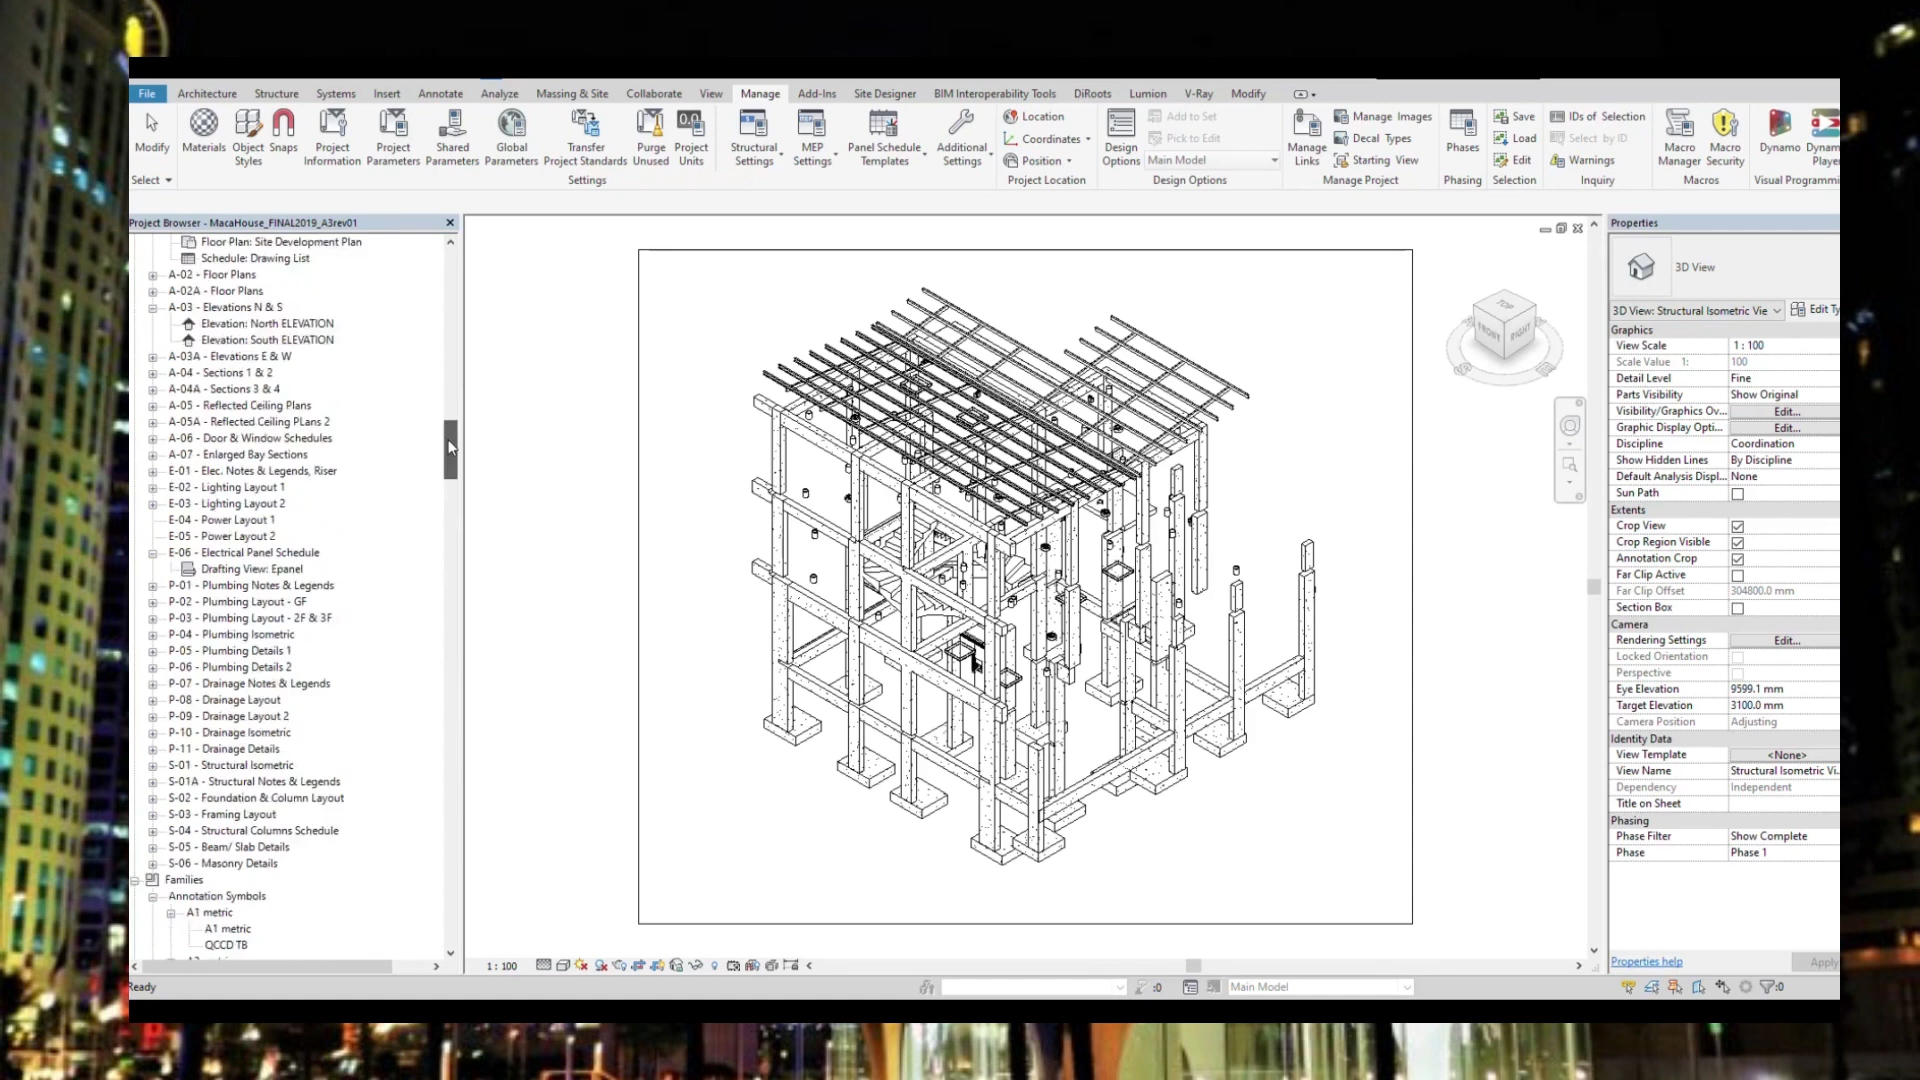 File Architecture Structure Systems Insert Annotate Analyze Massing & Site Collaborate View Manage Add-Ins Site Designer BIM Interoperability Tools DiRoots Lumion V-Ray Modify
Modify Materials Object Styles Snaps Project Information Project Parameters Shared Parameters Global Parameters Transfer Project Standards Purge Unused Project Units Structural Settings MEP Settings Panel Schedule Templates Additional Settings
Location
Coordinates
Position
Design Options
Add to Set
Pick to Edit
Main Model
Manage Links
Manage Images
Decal Types
Starting View
Phases
Save
Load
Edit
IDs of Selection
Select by ID
Warnings
Macro Manager Macro Security Dynamo
Select Settings Project Location Design Options Manage Project Phasing Selection Inquiry Macros
Project Browser - MacaHouse_FINAL2019_A3rev01
Floor Plan: Site Development Plan
Schedule: Drawing List
A-02 - Floor Plans
A-02A - Floor Plans
A-03 - Elevations N & S
Elevation: North ELEVATION
Elevation: South ELEVATION
A-03A - Elevations E & W
A-04 - Sections 1 & 2
A-04A - Sections 3 & 4
A-05 - Reflected Ceiling Plans
A-05A - Reflected Ceiling PLans 2
A-06 - Door & Window Schedules
A-07 - Enlarged Bay Sections
E-01 - Elec. Notes & Legends, Riser
E-02 - Lighting Layout 1
E-03 - Lighting Layout 2
E-04 - Power Layout 1
E-05 - Power Layout 2
E-06 - Electrical Panel Schedule
Drafting View: Epanel
P-01 - Plumbing Notes & Legends
P-02 - Plumbing Layout - GF
P-03 - Plumbing Layout - 2F & 3F
P-04 - Plumbing Isometric
P-05 - Plumbing Details 1
P-06 - Plumbing Details 2
P-07 - Drainage Notes & Legends
P-08 - Drainage Layout
P-09 - Drainage Layout 2
P-10 - Drainage Isometric
P-11 - Drainage Details
S-01 - Structural Isometric
S-01A - Structural Notes & Legends
S-02 - Foundation & Column Layout
S-03 - Framing Layout
S-04 - Structural Columns Schedule
S-05 - Beam/ Slab Details
S-06 - Masonry Details
Families
Annotation Symbols
A1 metric
A1 metric
QCCD TB
TOP
FRONT RIGHT
Properties
3D View
3D View: Structural Isometric Vie Edit Ty
Graphics
View Scale 1 : 100
Scale Value 1: 100
Detail Level Fine
Parts Visibility Show Original
Visibility/Graphics Ov... Edit...
Graphic Display Opti... Edit...
Discipline Coordination
Show Hidden Lines By Discipline
Default Analysis Displ... None
Sun Path
Extents
Crop View
Crop Region Visible
Annotation Crop
Far Clip Active
Far Clip Offset 304800.0 mm
Section Box
Camera
Rendering Settings Edit...
Locked Orientation
Perspective
Eye Elevation 9599.1 mm
Target Elevation 3100.0 mm
Camera Position Adjusting
Identity Data
View Template <None>
View Name Structural Isometric Vi...
Dependency Independent
Title on Sheet
Phasing
Phase Filter Show Complete
Phase Phase 1
Properties help Apply
1 : 100
Ready :0 Main Model :0